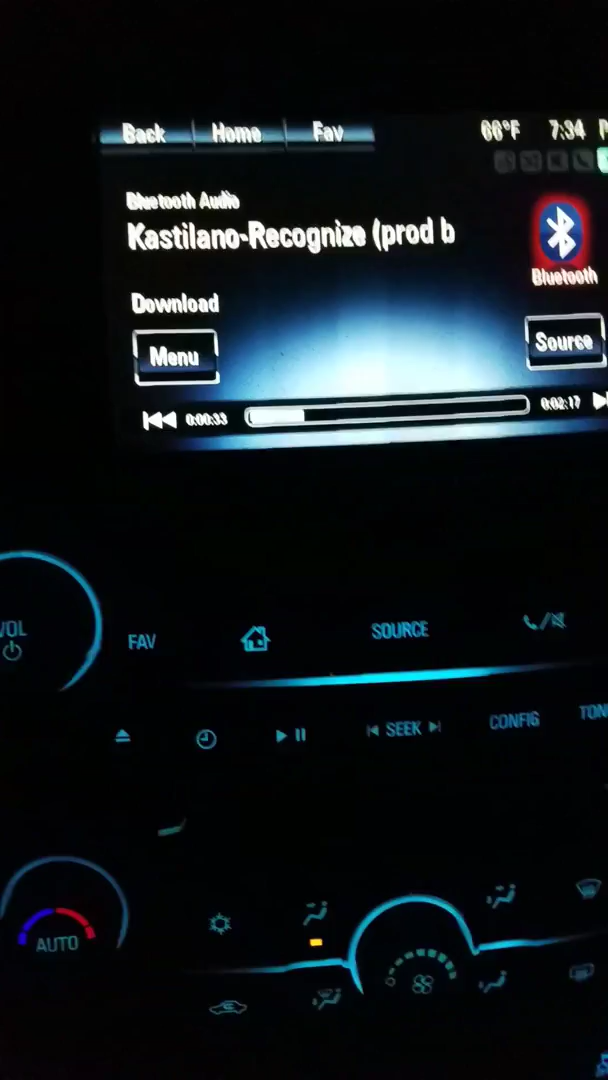 Back Home Fav 66°F 7:34 P
Bluetooth Audio
Kastilano-Recognize (prod b
Bluetooth
Download
Menu Source
0:00:33 0:02:17
VOL FAV SOURCE
SEEK CONFIG TON
AUTO